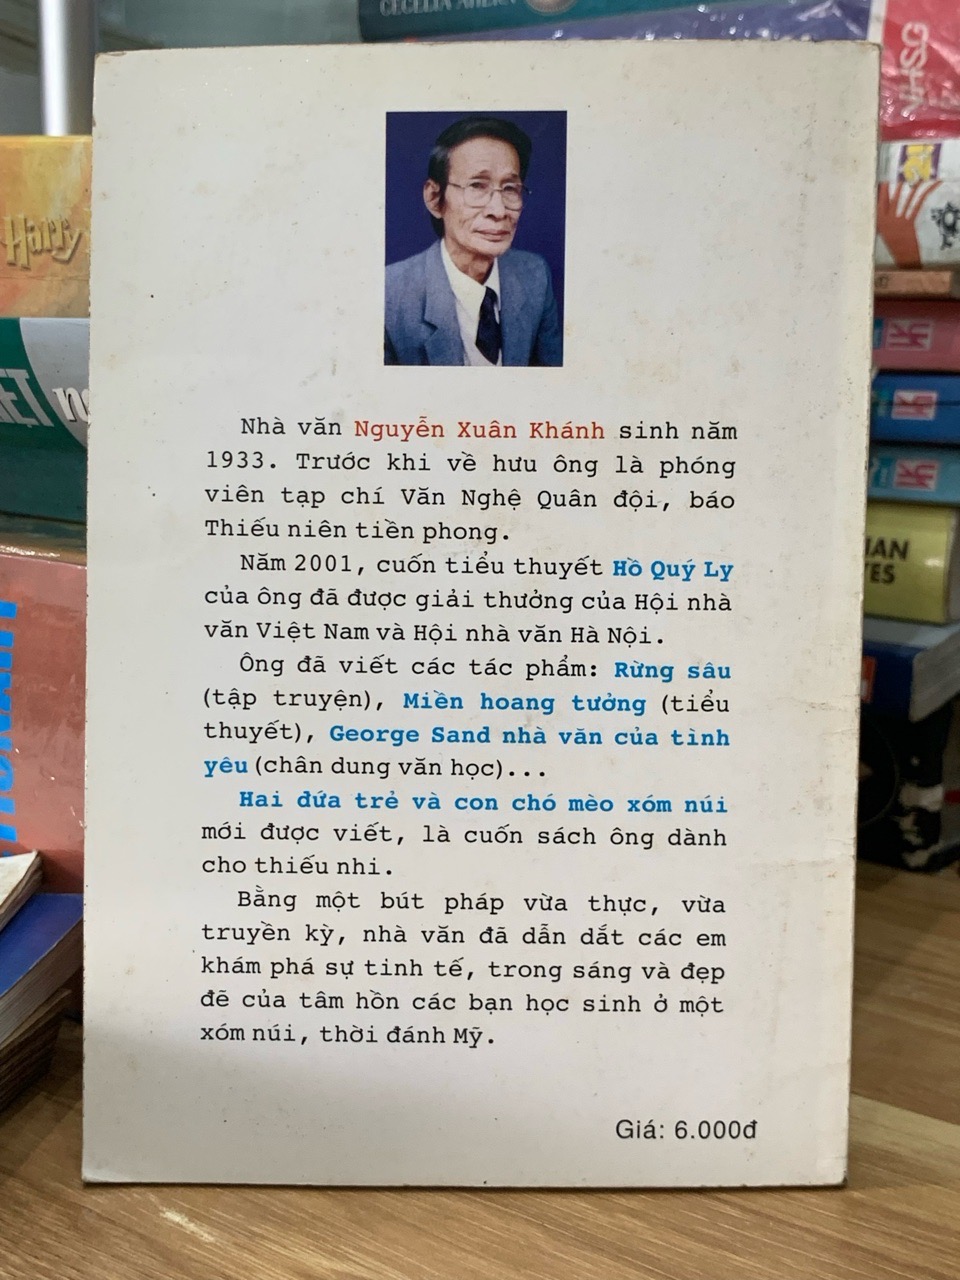 CECELIA AHERN
VHSG
Harry
Nhà văn Nguyễn Xuân Khánh sinh năm
1933. Trước khi về hưu ông là phóng
viên tạp chí Văn Nghệ Quân đội, báo
Thiếu niên tiền phong.
Năm 2001, cuốn tiểu thuyết Hồ Quý Ly
của ông đã được giải thưởng của Hội nhà
văn Việt Nam và Hội nhà văn Hà Nội.
Ông đã viết các tác phẩm: Rừng sâu
(tập truyện), Miền hoang tưởng (tiểu
thuyết), George Sand nhà văn của tình
yêu (chân dung văn học)...
Hai đứa trẻ và con chó mèo xóm núi
mới được viết, là cuốn sách ông dành
cho thiếu nhi.
Bằng một bút pháp vừa thực, vừa
truyền kỳ, nhà văn đã dẫn dắt các em
khám phá sự tinh tế, trong sáng và đẹp
đẽ của tâm hồn các bạn học sinh ở một
xóm núi, thời đánh Mỹ.
Giá: 6.000đ